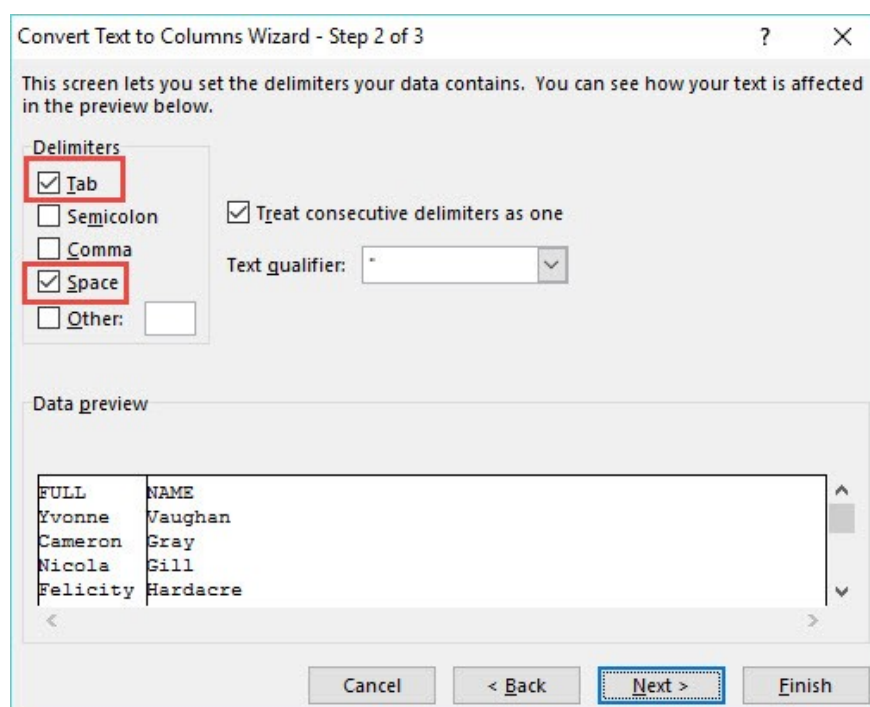 Convert Text to Columns Wizard - Step 2 of 3 ? X
This screen lets you set the delimiters your data contains. You can see how your text is affected
in the preview below.
Delimiters
Tab
Semicolon
Treat consecutive delimiters as one
Comma
Text qualifier: "
Space
Other:
Data preview
FULL NAME
Yvonne Vaughan
Cameron Gray
Nicola Gill
Felicity Hardacre
Cancel < Back Next > Finish